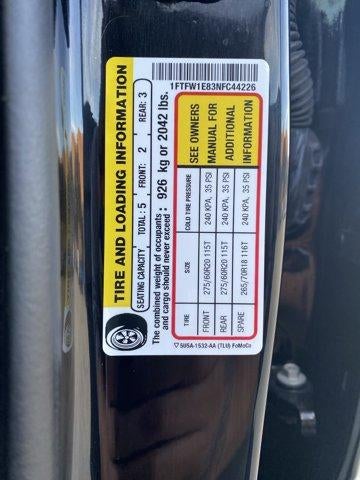 1FTFW1E83NFC44226
TIRE AND LOADING INFORMATION
SEATING CAPACITY TOTAL: 5 FRONT: 2 REAR: 3
The combined weight of occupants
and cargo should never exceed : 926 kg or 2042 lbs.
TIRE SIZE COLD TIRE PRESSURE SEE OWNERS
FRONT 275/60R20 115T 240 KPA, 35 PSI MANUAL FOR
REAR 275/60R20 115T 240 KPA, 35 PSI ADDITIONAL
SPARE 265/70R18 116T 240 KPA, 35 PSI INFORMATION
▽ 5U5A-1532-AA (TLU) FoMoCo